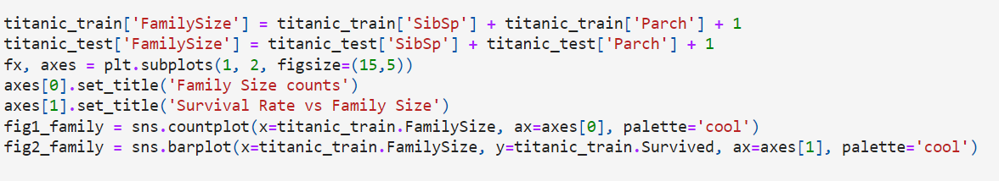 titanic_train['FamilySize'] = titanic_train['SibSp'] + titanic_train['Parch'] + 1
titanic_test['FamilySize'] = titanic_test['SibSp'] + titanic_test['Parch'] + 1
fx, axes = plt.subplots(1, 2, figsize=(15,5))
axes[0].set_title('Family Size counts')
axes[1].set_title('Survival Rate vs Family Size')
fig1_family = sns.countplot(x=titanic_train.FamilySize, ax=axes[0], palette='cool')
fig2_family = sns.barplot(x=titanic_train.FamilySize, y=titanic_train.Survived, ax=axes[1], palette='cool')